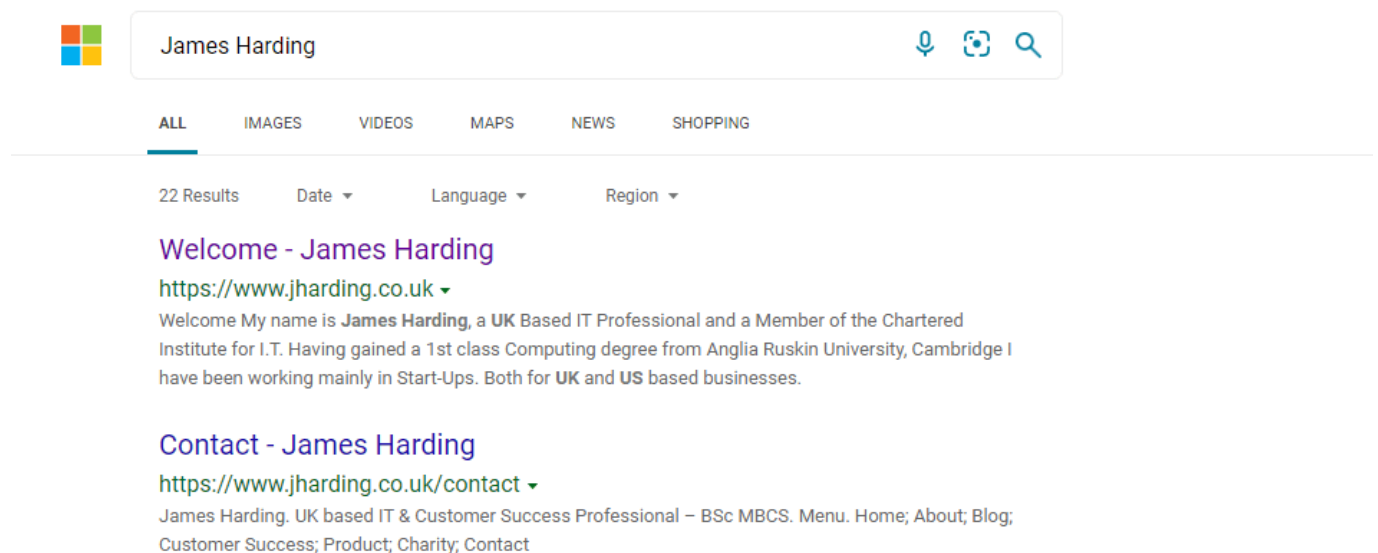 James Harding
ALL IMAGES VIDEOS MAPS NEWS SHOPPING
22 Results Date Language Region
Welcome - James Harding
https://www.jharding.co.uk
Welcome My name is James Harding, a UK Based IT Professional and a Member of the Chartered
Institute for I.T. Having gained a 1st class Computing degree from Anglia Ruskin University, Cambridge I
have been working mainly in Start-Ups. Both for UK and US based businesses.
Contact - James Harding
https://www.jharding.co.uk/contact
James Harding. UK based IT & Customer Success Professional – BSc MBCS. Menu. Home; About; Blog;
Customer Success; Product; Charity; Contact